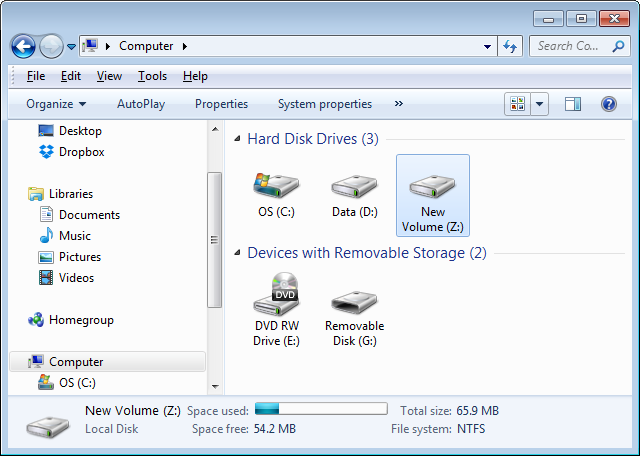 Computer
Search Co...
File Edit View Tools Help
Organize AutoPlay Properties System properties »
Desktop
Dropbox
Libraries
Documents
Music
Pictures
Videos
Homegroup
Computer
OS (C:)
Hard Disk Drives (3)
OS (C:)
Data (D:)
New
Volume (Z:)
Devices with Removable Storage (2)
DVD
DVD RW
Drive (E:)
Removable
Disk (G:)
New Volume (Z:) Space used: Total size: 65.9 MB
Local Disk Space free: 54.2 MB File system: NTFS